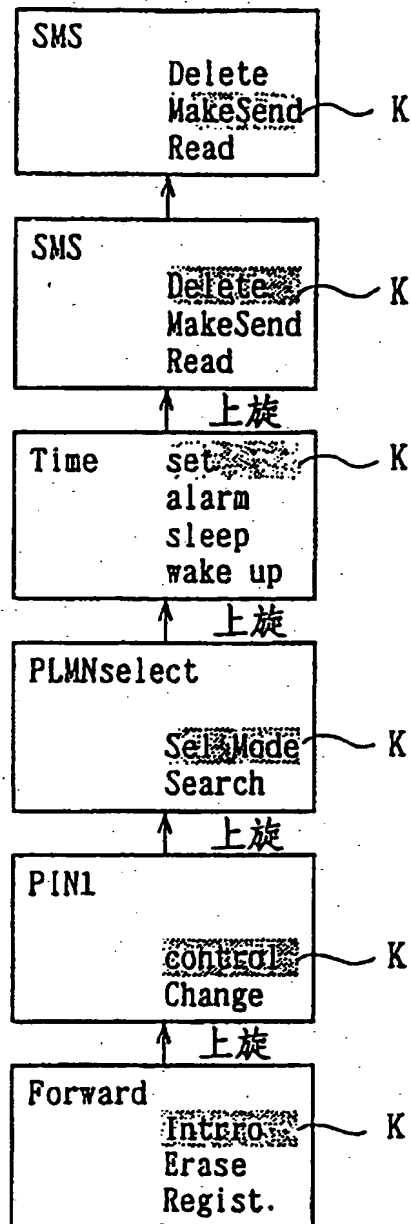 SMS
Delete
MakeSend K
Read
SMS
Delete K
MakeSend
Read
上旋
Time set K
alarm
sleep
wake up
上旋
PLMNselect
Sel Mode K
Search
上旋
PIN1
control K
Change
上旋
Forward
Intrro K
Erase
Regist.